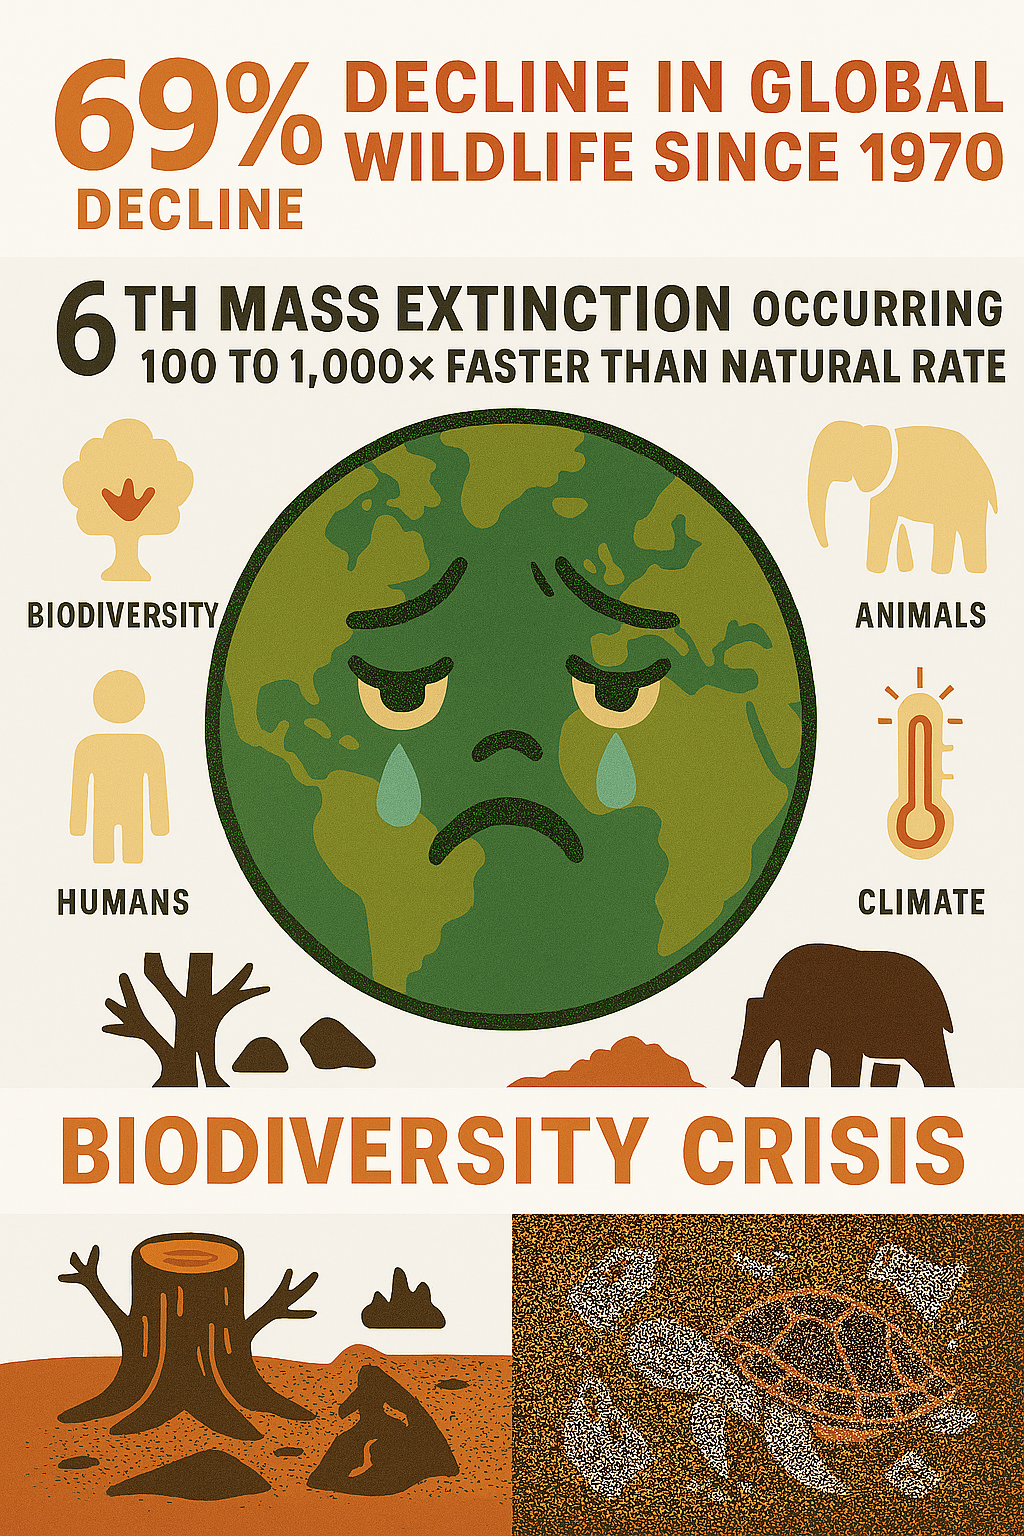 69% DECLINE IN GLOBAL
WILDLIFE SINCE 1970
DECLINE
6TH MASS EXTINCTION OCCURRING
100 TO 1,000× FASTER THAN NATURAL RATE
BIODIVERSITY
ANIMALS
HUMANS
CLIMATE
BIODIVERSITY CRISIS